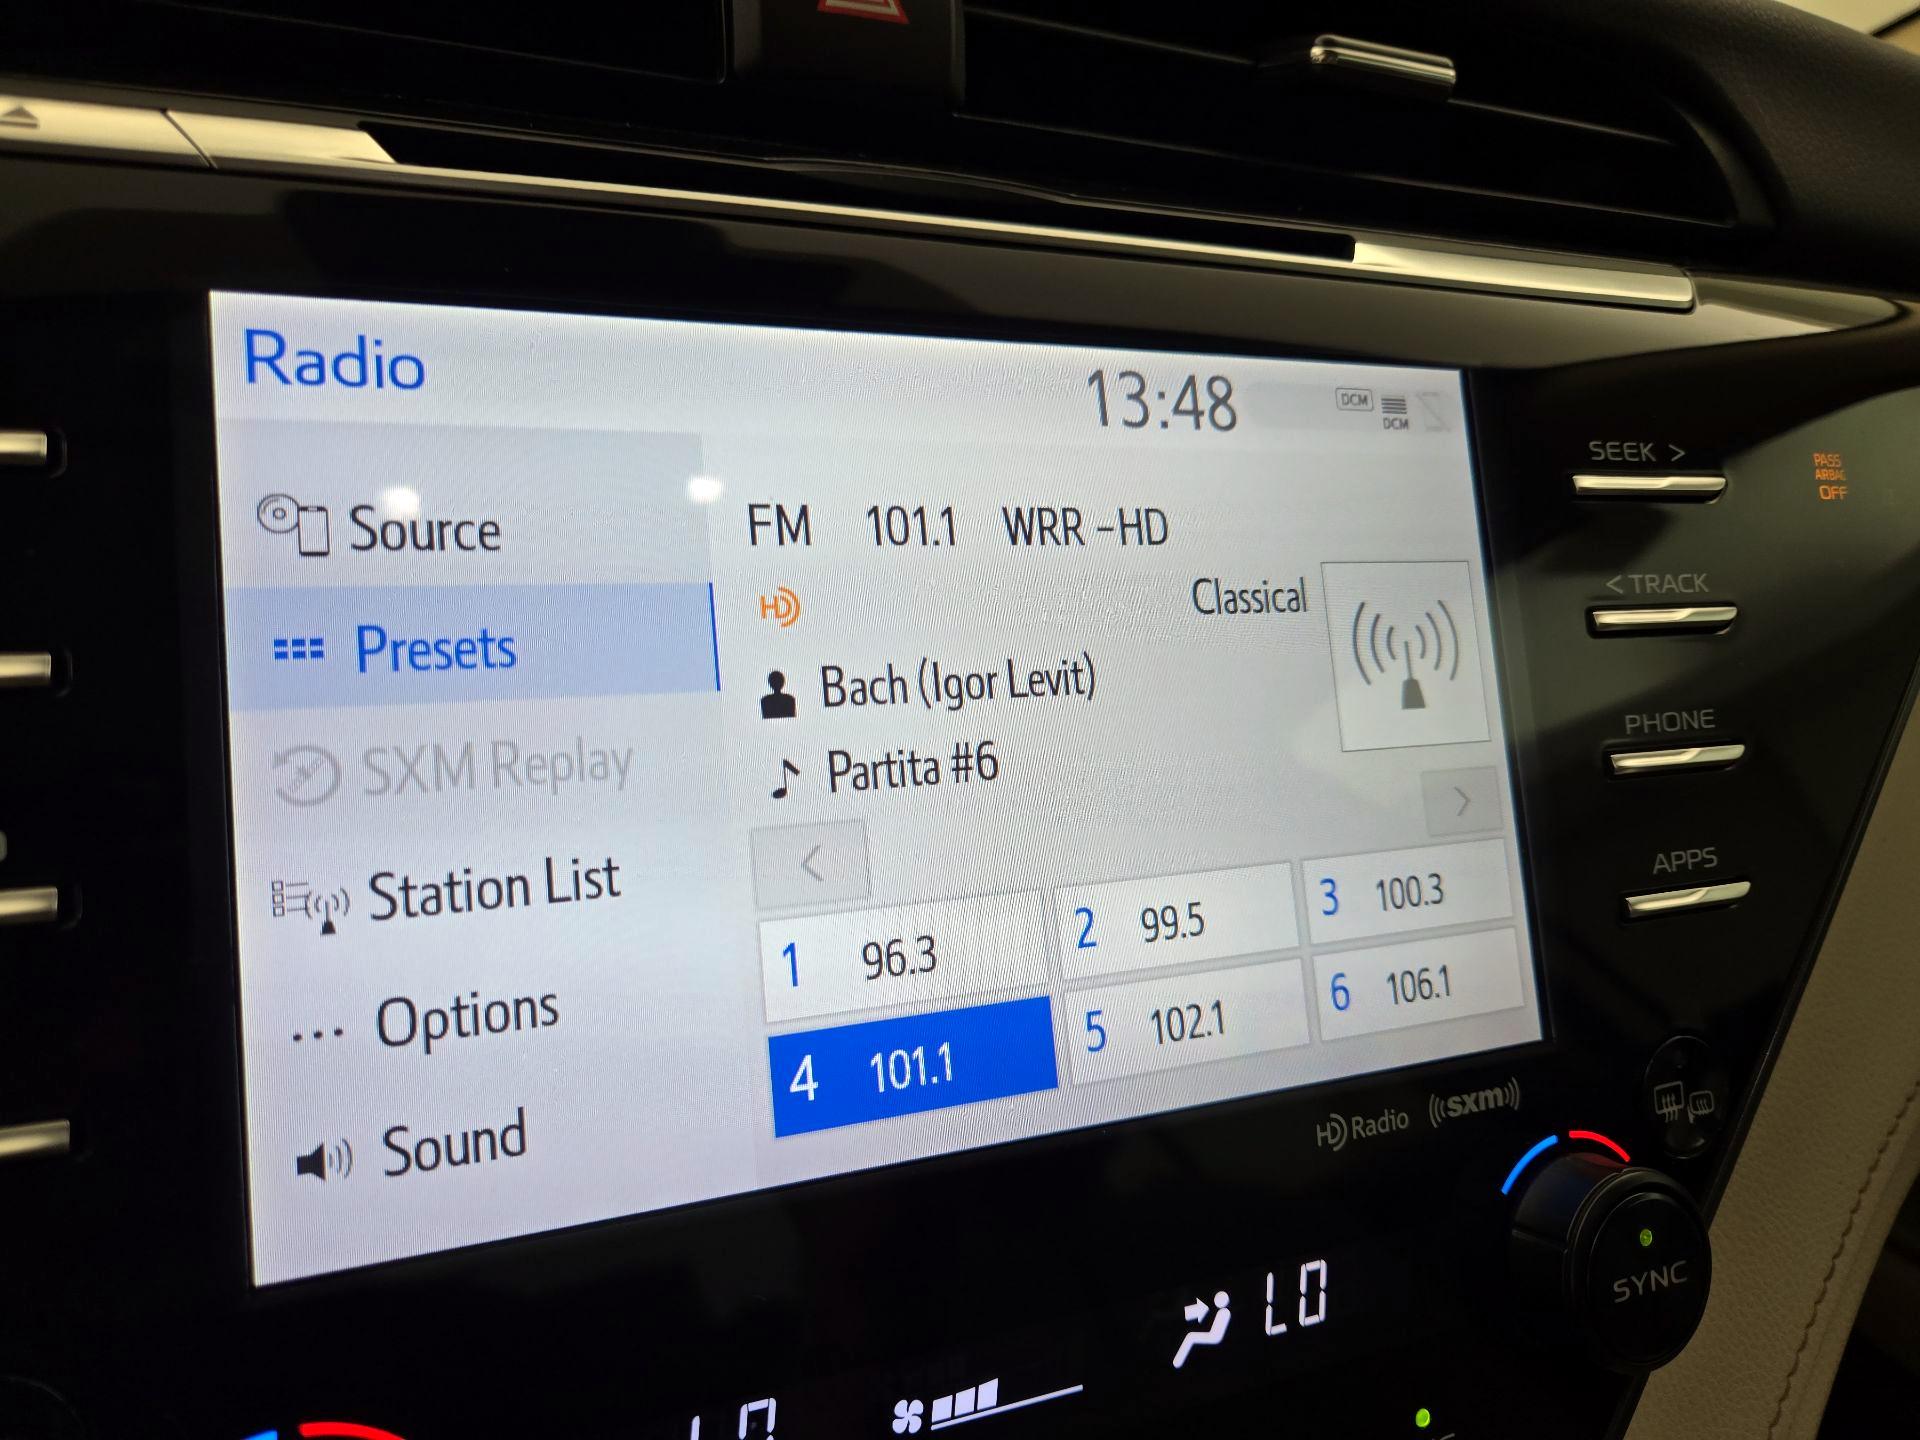 Radio
13:48
DCM
DCM
SEEK >
PASS
AIRBAG
OFF
Source
FM 101.1 WRR -HD
< TRACK
HD
Classical
Presets
Bach (Igor Levit)
PHONE
SXM Replay
Partita #6
APPS
Station List
1 96.3
2 99.5
3 100.3
Options
4 101.1
5 102.1
6 106.1
Sound
HD Radio
((sxm))
SYNC
LO